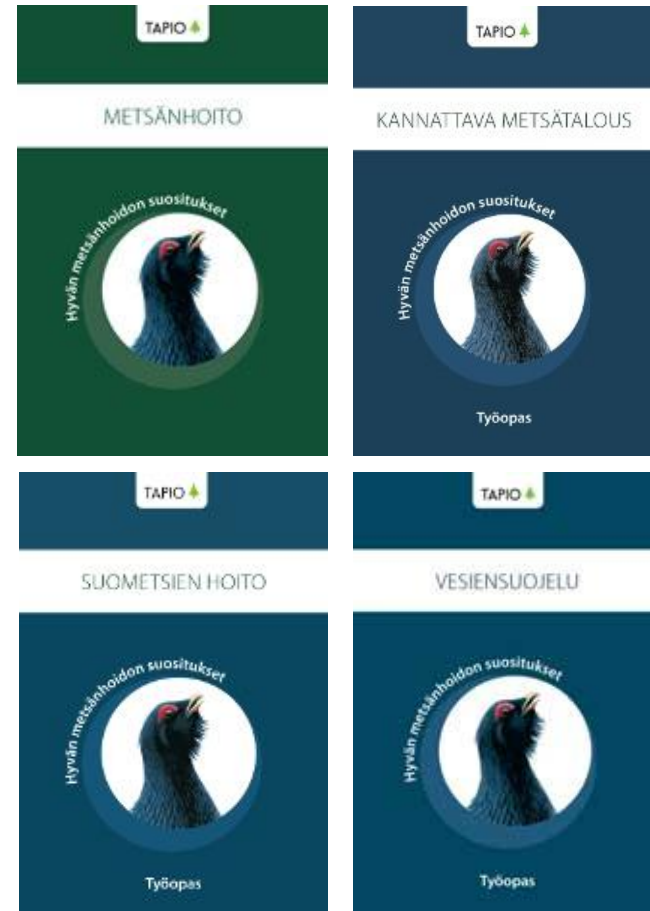 TAPIO
METSÄNHOITO
Hyvän metsänhoidon suositukset
TAPIO
KANNATTAVA METSÄTALOUS
Hyvän metsänhoidon suositukset
Työopas
TAPIO
SUOMETSIEN HOITO
Hyvän metsänhoidon suositukset
Työopas
TAPIO
VESIENSUOJELU
Hyvän metsänhoidon suositukset
Työopas